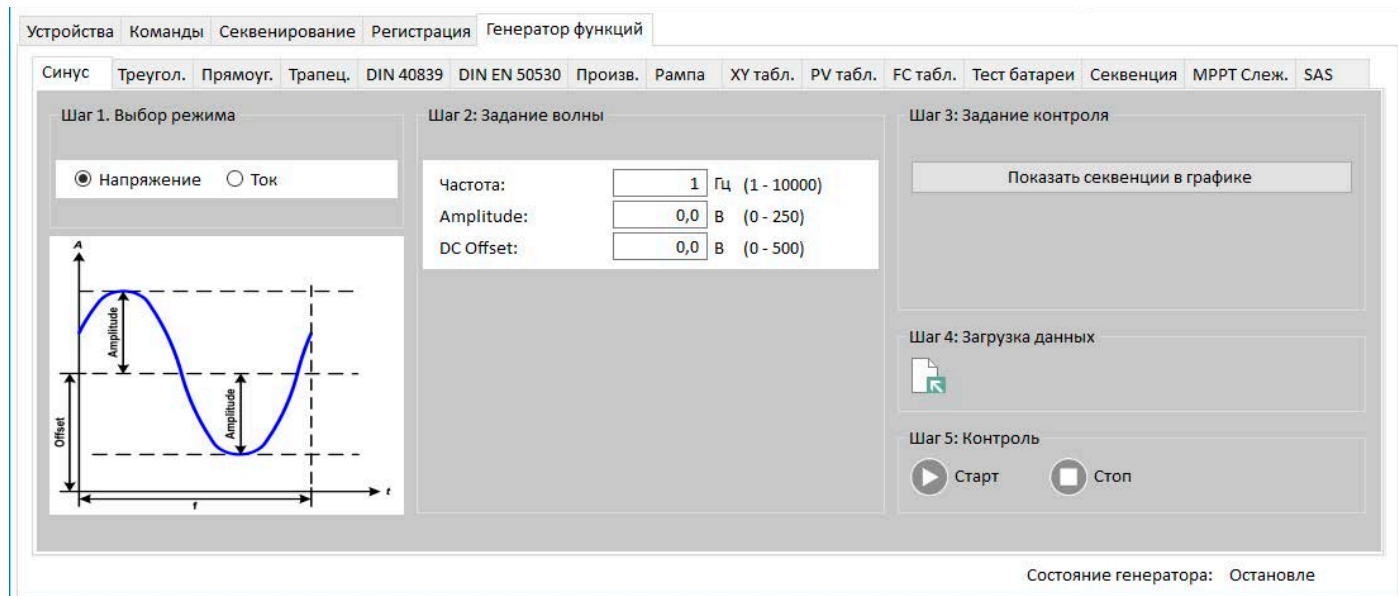 Устройства Команды Секвенирование Регистрация Генератор функций
Синус Треугол. Прямоуг. Трапец. DIN 40839 DIN EN 50530 Произв. Рампа XY табл. PV табл. FC табл. Тест батареи Секвенция MPPT Слеж. SAS
Шаг 1. Выбор режима
Напряжение Ток
A
Amplitude
Amplitude
Offset
t
f
Шаг 2: Задание волны
Частота: 1 Гц (1 - 10000)
Amplitude: 0,0 В (0 - 250)
DC Offset: 0,0 В (0 - 500)
Шаг 3: Задание контроля
Показать секвенции в графике
Шаг 4: Загрузка данных
Шаг 5: Контроль
Старт Стоп
Состояние генератора: Остановле